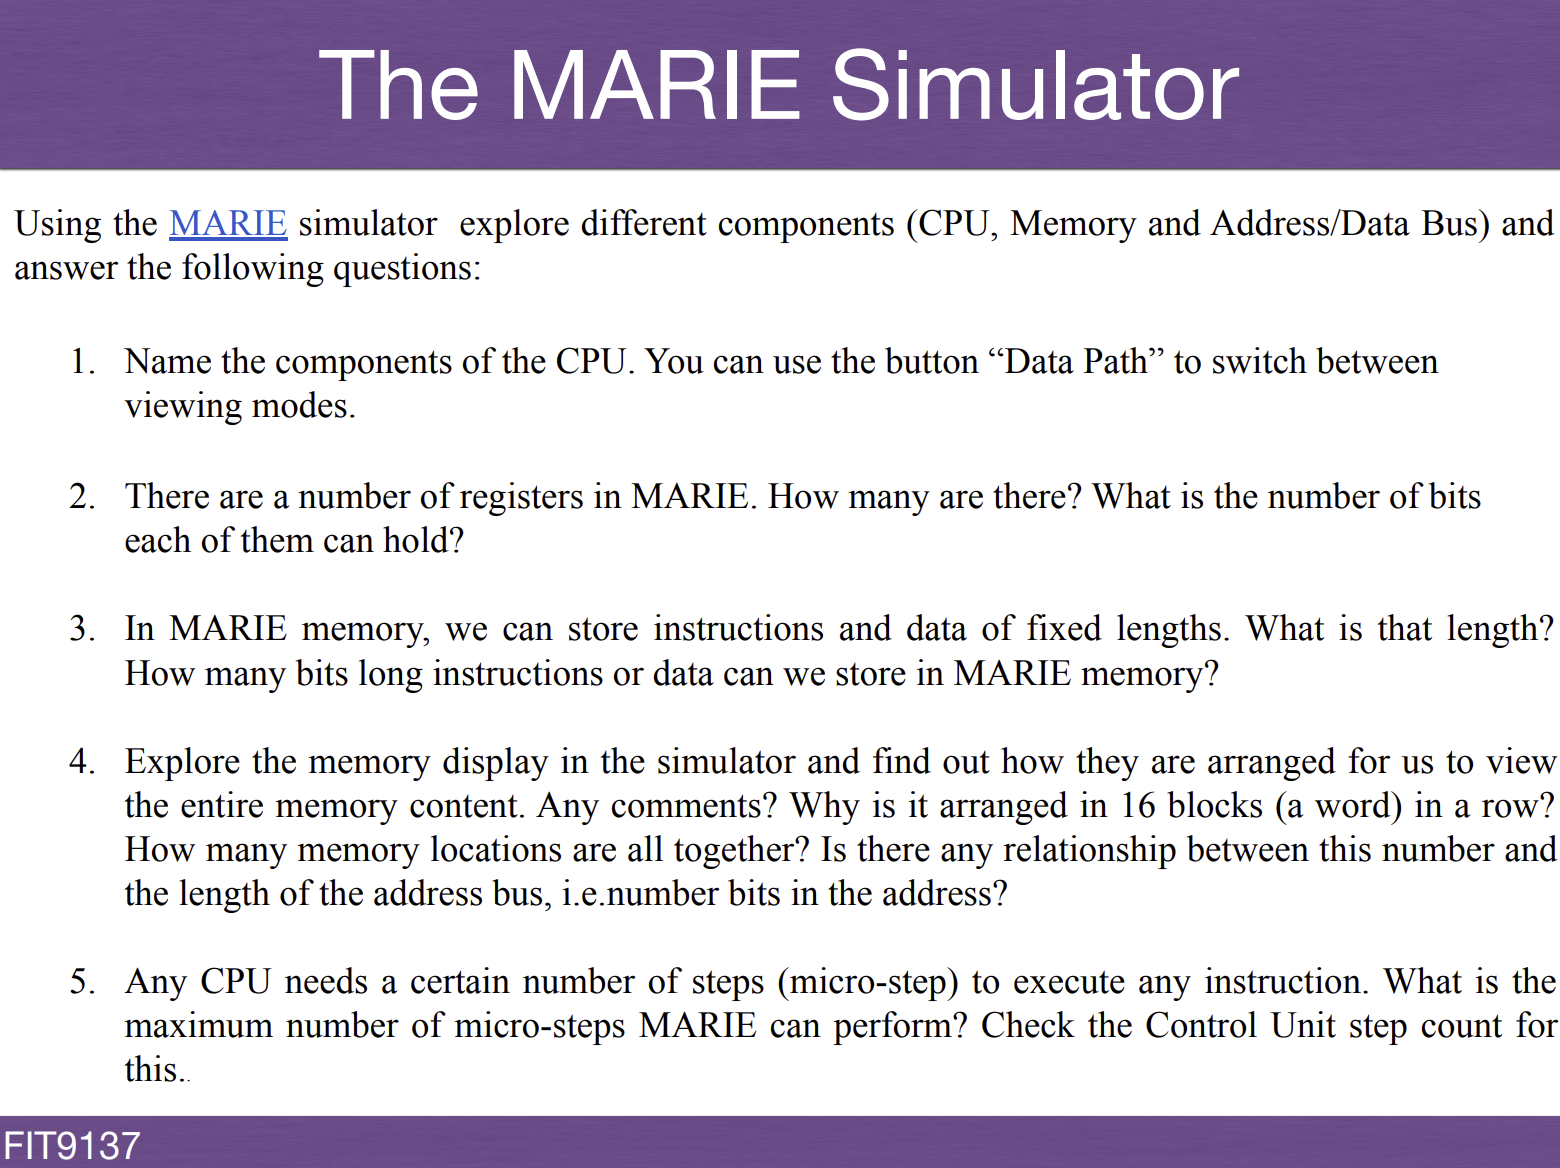 The MARIE Simulator
Using the MARIE simulator explore different components (CPU, Memory and Address/Data Bus) and
answer the following questions:
1. Name the components of the CPU. You can use the button “Data Path” to switch between
viewing modes.
2. There are a number of registers in MARIE. How many are there? What is the number of bits
each of them can hold?
3. In MARIE memory, we can store instructions and data of fixed lengths. What is that length?
How many bits long instructions or data can we store in MARIE memory?
4. Explore the memory display in the simulator and find out how they are arranged for us to view
the entire memory content. Any comments? Why is it arranged in 16 blocks (a word) in a row?
How many memory locations are all together? Is there any relationship between this number and
the length of the address bus, i.e.number bits in the address?
5. Any CPU needs a certain number of steps (micro-step) to execute any instruction. What is the
maximum number of micro-steps MARIE can perform? Check the Control Unit step count for
this..
FIT9137